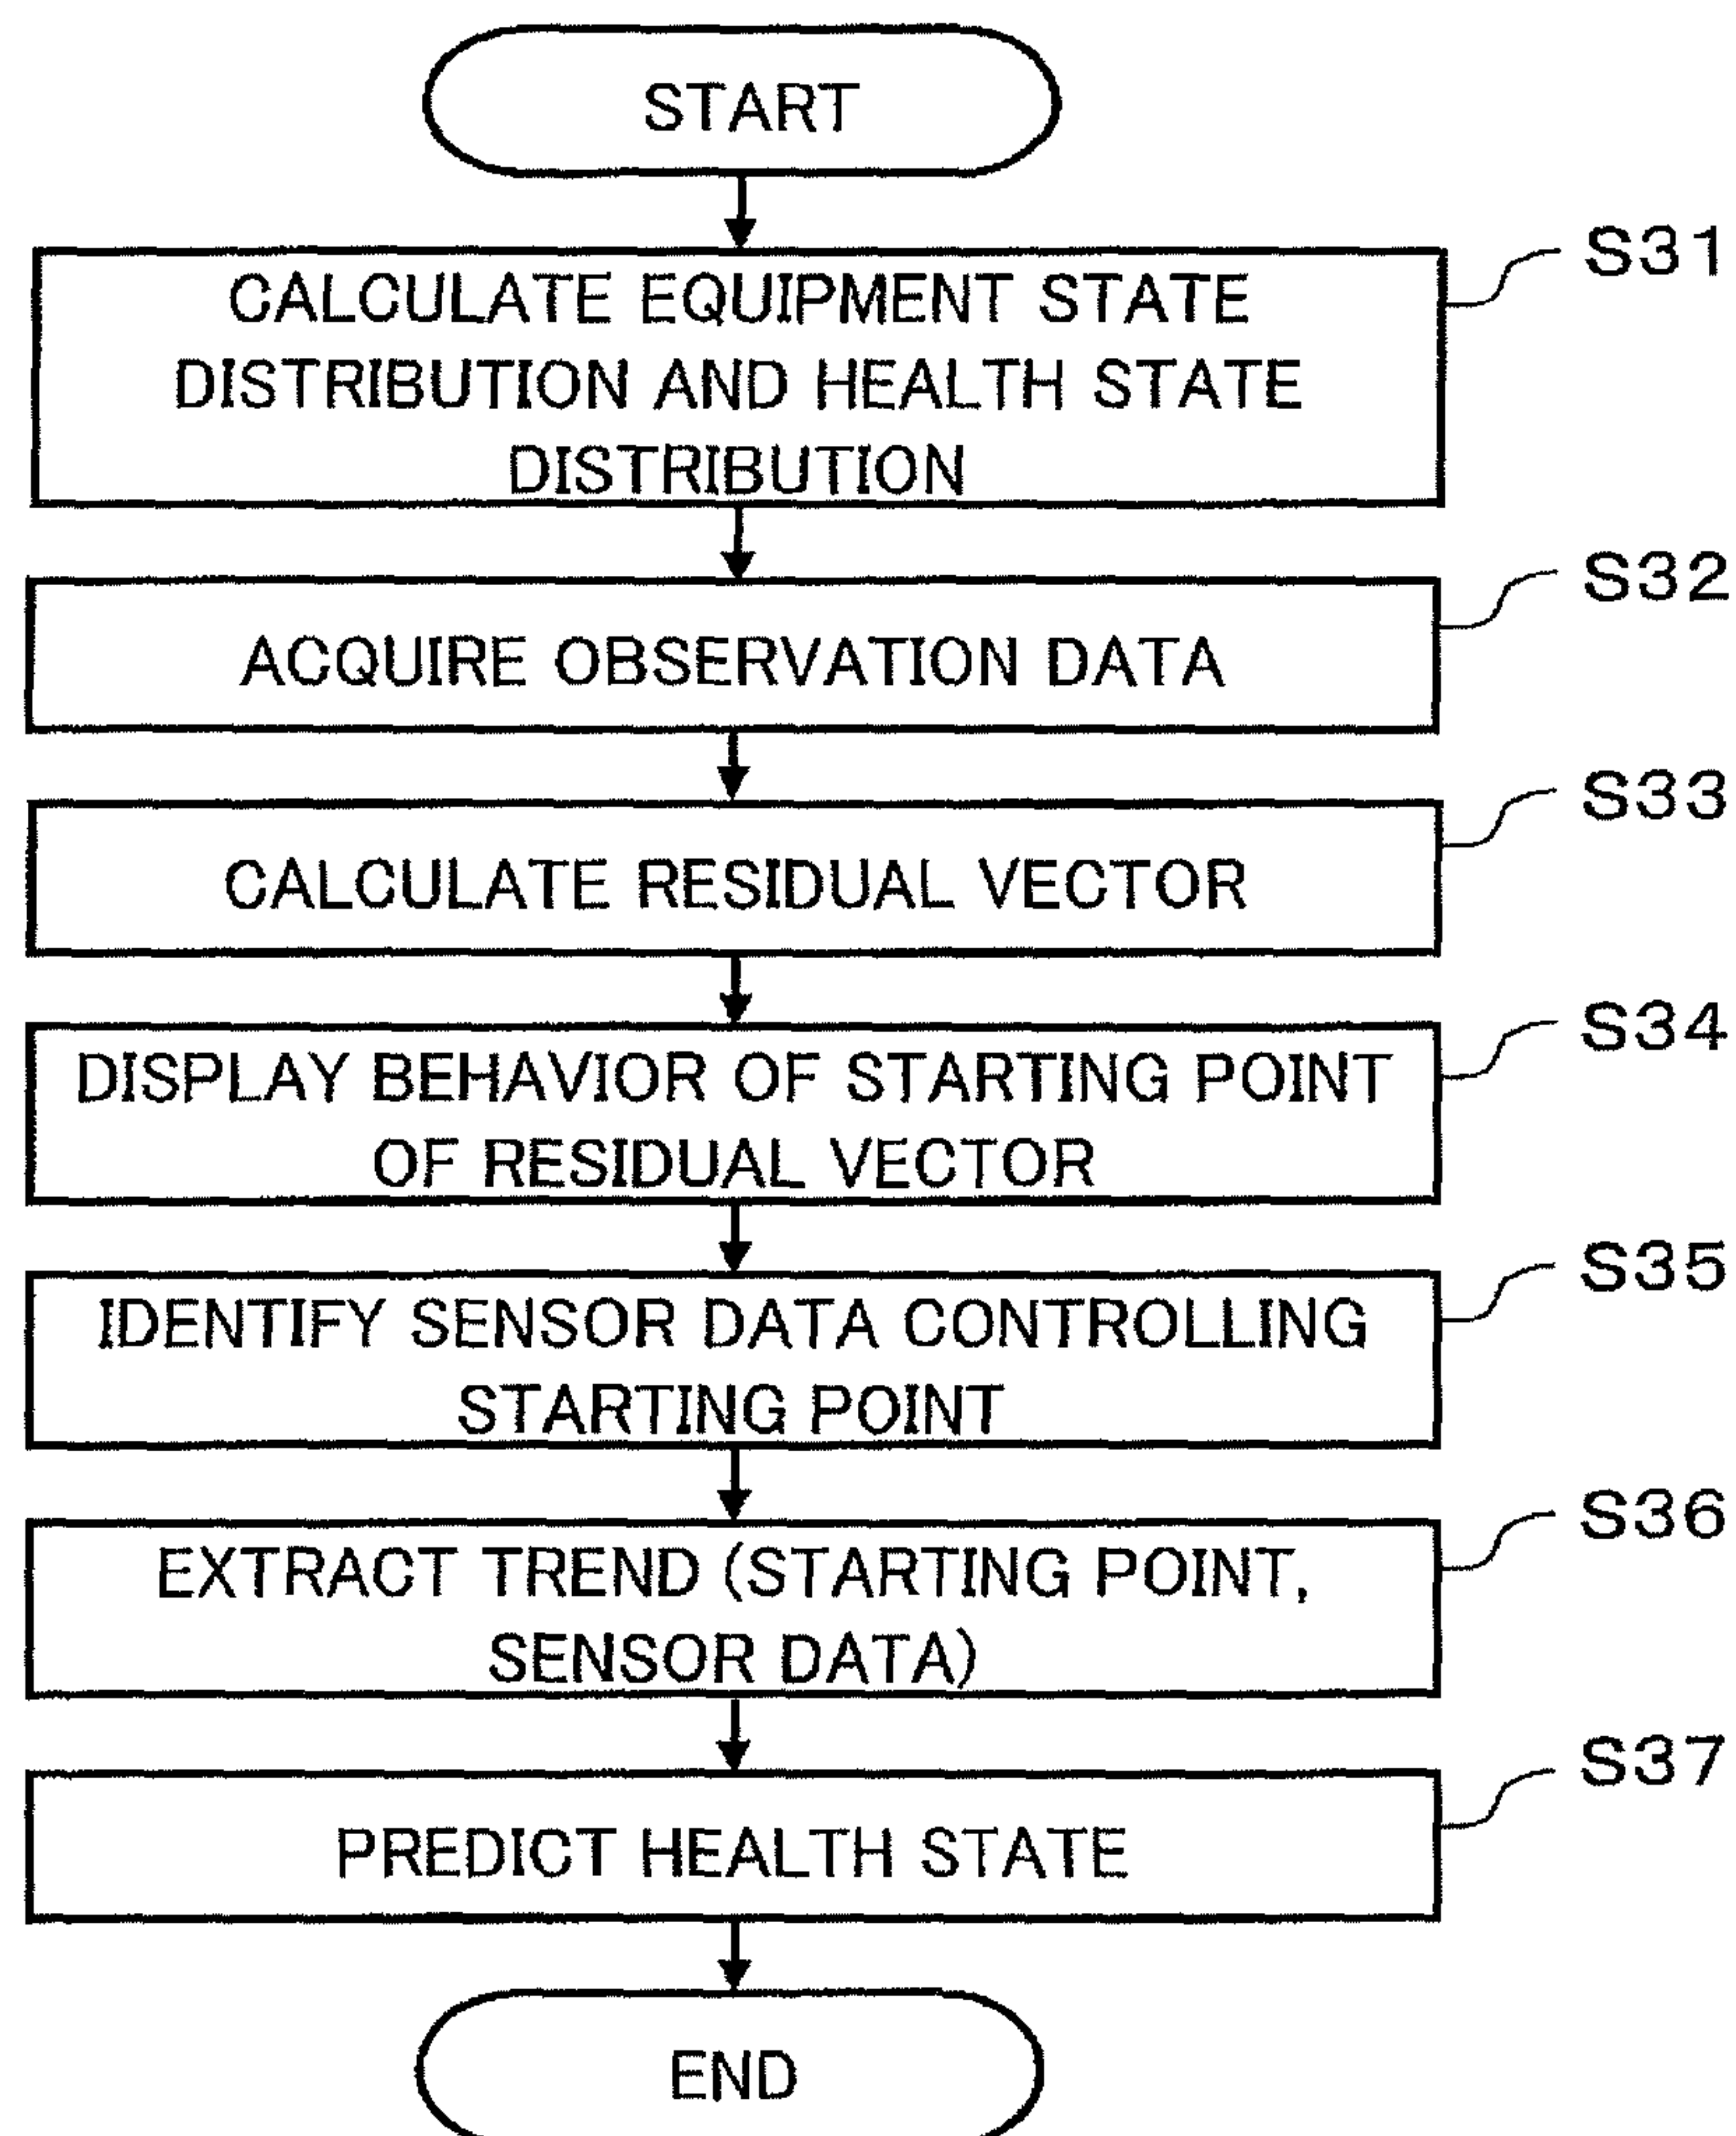 START
S31
CALCULATE EQUIPMENT STATE
DISTRIBUTION AND HEALTH STATE
DISTRIBUTION
S32
ACQUIRE OBSERVATION DATA
S33
CALCULATE RESIDUAL VECTOR
S34
DISPLAY BEHAVIOR OF STARTING POINT
OF RESIDUAL VECTOR
S35
IDENTIFY SENSOR DATA CONTROLLING
STARTING POINT
S36
EXTRACT TREND (STARTING POINT,
SENSOR DATA)
S37
PREDICT HEALTH STATE
END